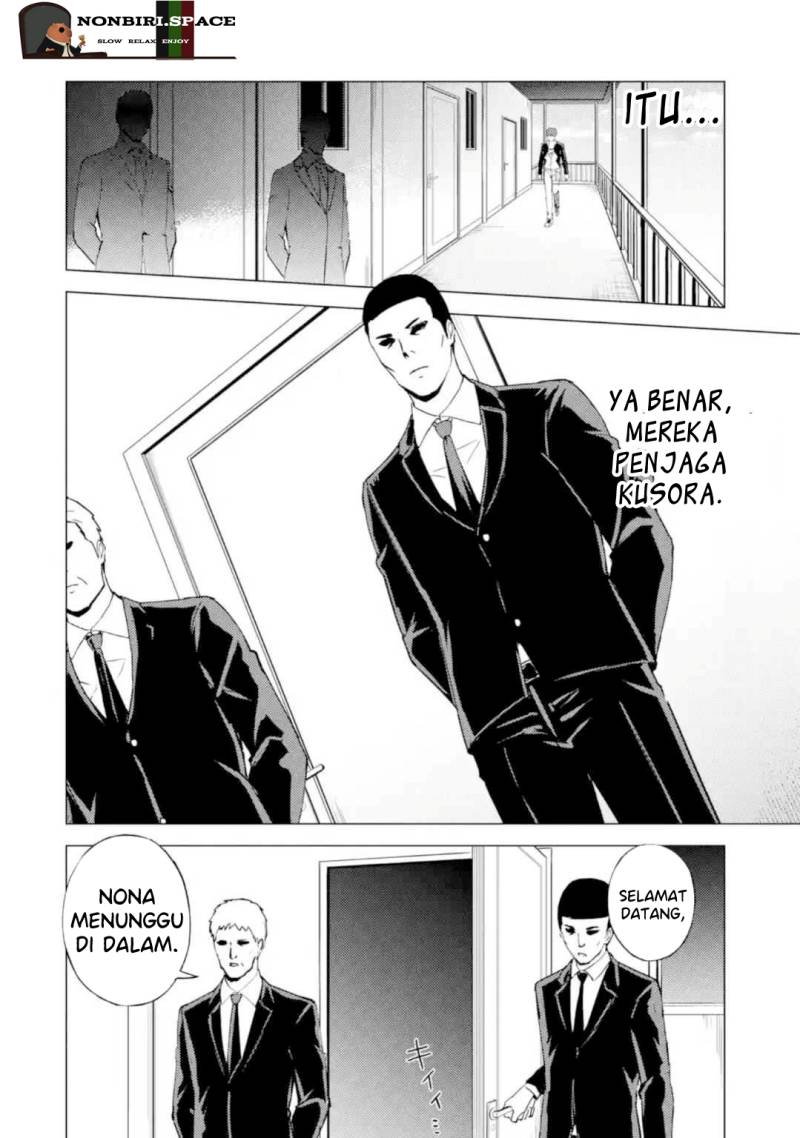 NONBIRI.SPACE
SLOW RELAX ENJOY
ITU...
YA BENAR,
MEREKA
PENJAGA
KUSORA.
SELAMAT
DATANG,
NONA
MENUNGGU
DI DALAM.
キイィ…